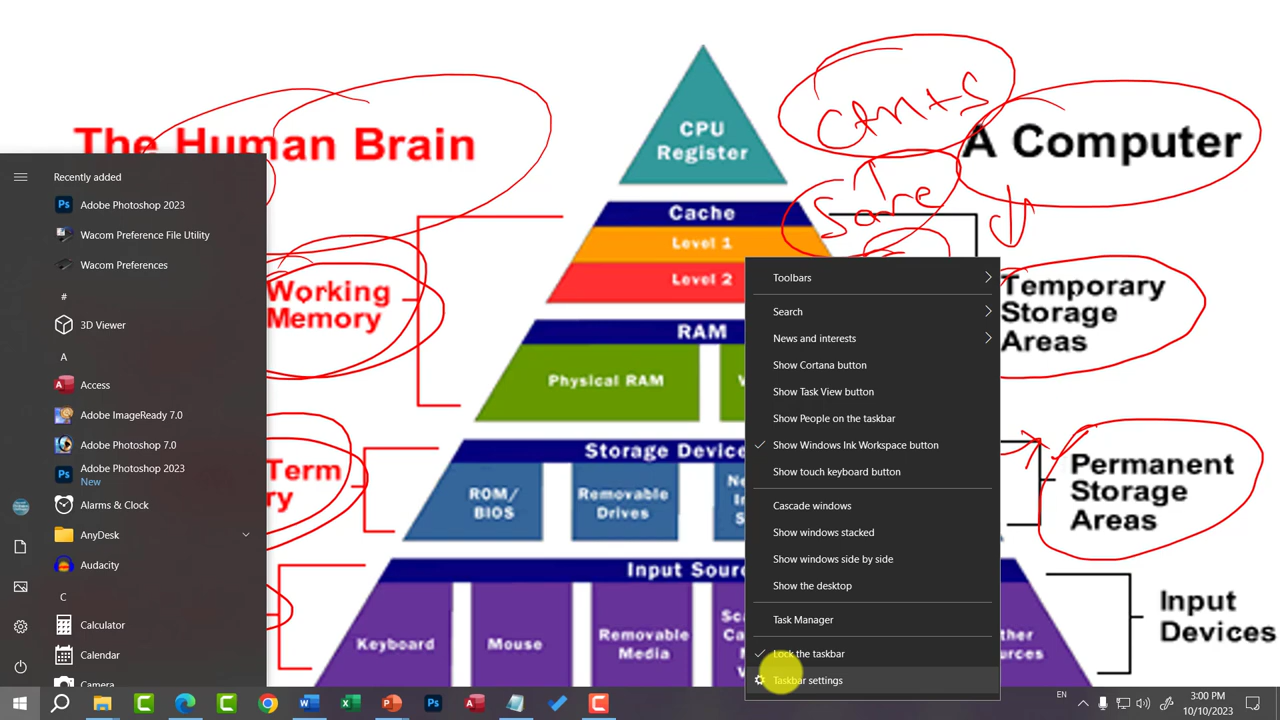 The Human Brain
CPU
Register
ctnts
A Computer
Sore
Cache
Level 1
Level 2
RAM
Physical RAM
Storage
ROM/
BIOS
Removable
Drives
Keyboard
Mouse
Removable
Media
Working
Memory
Term
Temporary
Storage
Areas
Permanent
Storage
Areas
Input
Devices
Recently added
Ps Adobe Photoshop 2023
Wacom Preference File Utility
Wacom Preferences
#
3D Viewer
A
Access
Adobe ImageReady 7.0
Adobe Photoshop 7.0
Ps Adobe Photoshop 2023
New
Alarms & Clock
AnyDesk
Audacity
C
Calculator
Calendar
Camera
Toolbars
Search
News and interests
Show Cortana button
Show Task View button
Show People on the taskbar
Show Windows Ink Workspace button
Show touch keyboard button
Cascade windows
Show windows stacked
Show windows side by side
Show the desktop
Task Manager
Lock the taskbar
Taskbar settings
EN
3:00 PM
10/10/2023